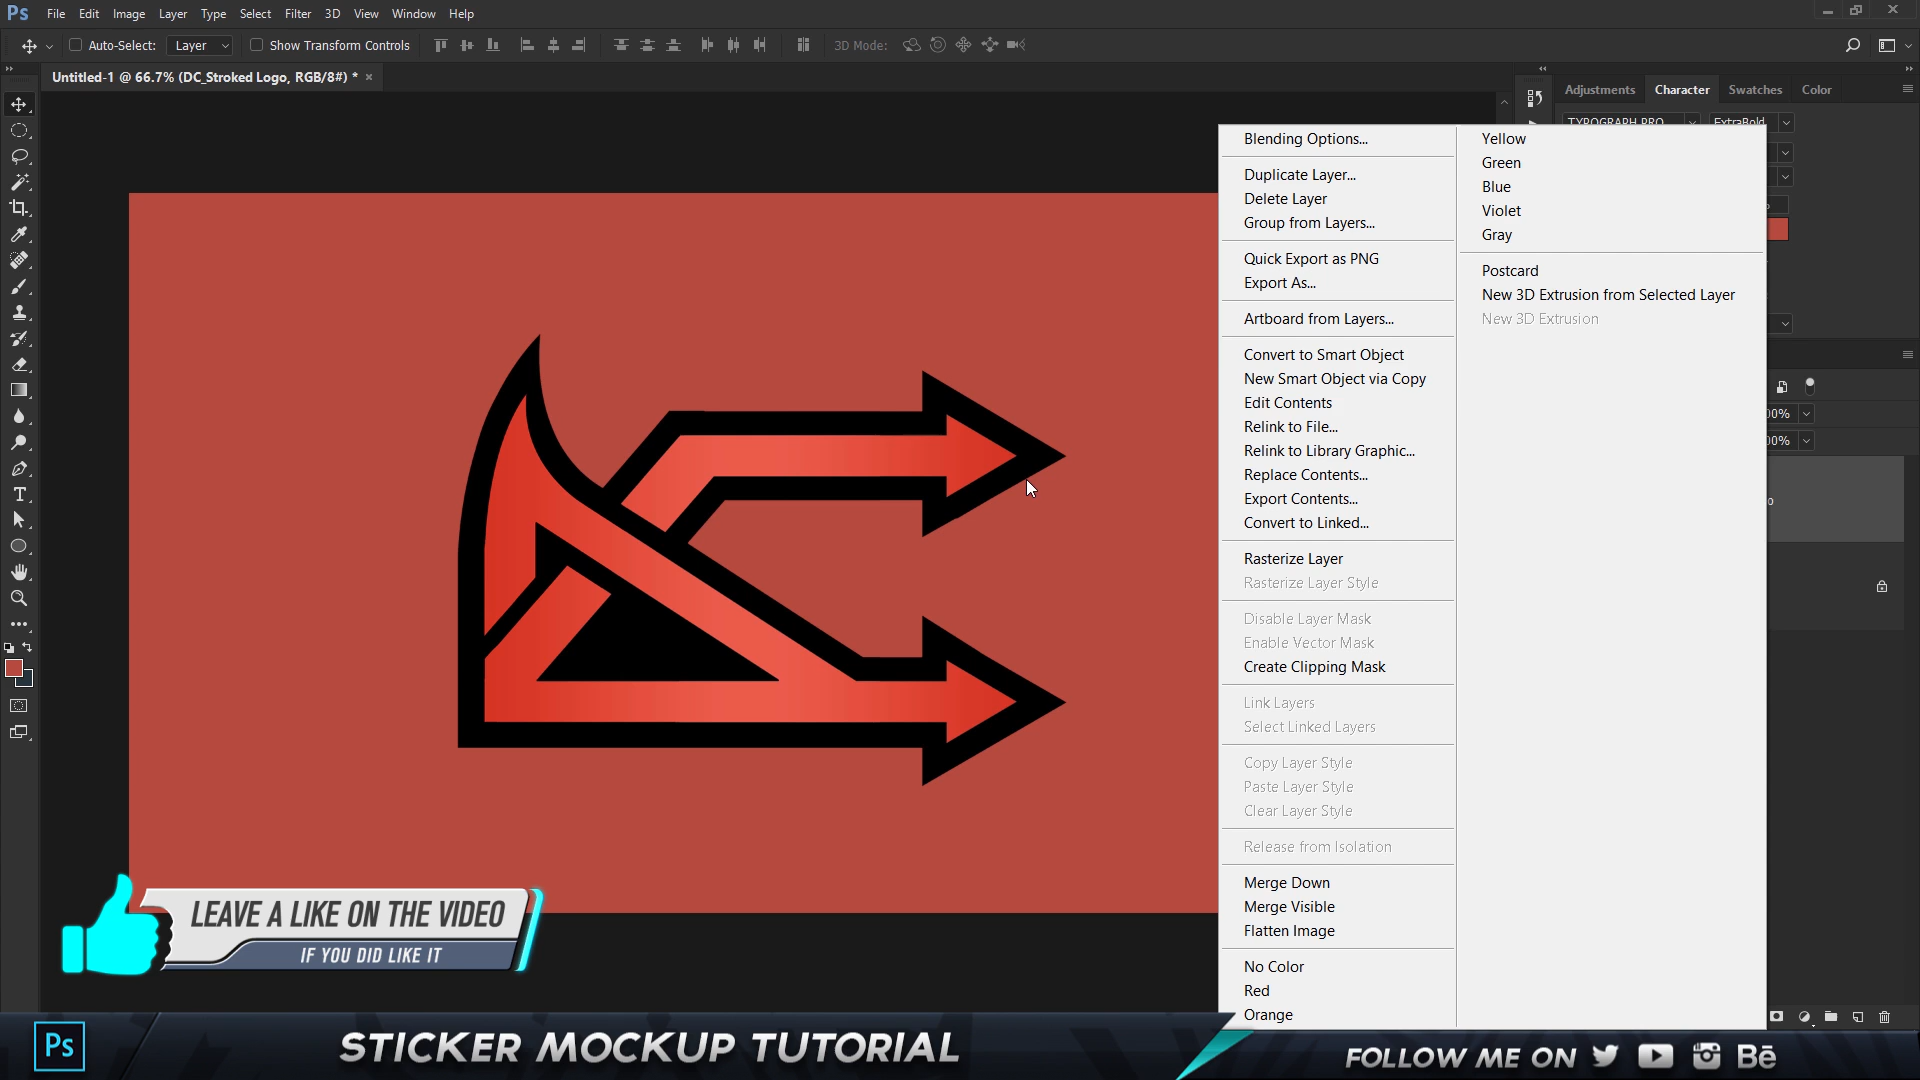 Ps File Edit Image Layer Type Select Filter 3D View Window Help
Auto-Select: Layer Show Transform Controls 3D Mode:
Untitled-1 @ 66.7% (DC_Stroked Logo, RGB/8#) * ×
Adjustments Character Swatches Color
TYPOGRAPH PRO ExtraBold
Blending Options...
Duplicate Layer...
Delete Layer
Group from Layers...
Quick Export as PNG
Export As...
Artboard from Layers...
Convert to Smart Object
New Smart Object via Copy
Edit Contents
Relink to File...
Relink to Library Graphic...
Replace Contents...
Export Contents...
Convert to Linked...
Rasterize Layer
Rasterize Layer Style
Disable Layer Mask
Enable Vector Mask
Create Clipping Mask
Link Layers
Select Linked Layers
Copy Layer Style
Paste Layer Style
Clear Layer Style
Release from Isolation
Merge Down
Merge Visible
Flatten Image
No Color
Red
Orange
Yellow
Green
Blue
Violet
Gray
Postcard
New 3D Extrusion from Selected Layer
New 3D Extrusion
LEAVE A LIKE ON THE VIDEO
IF YOU DID LIKE IT
Ps
STICKER MOCKUP TUTORIAL
FOLLOW ME ON
Bē